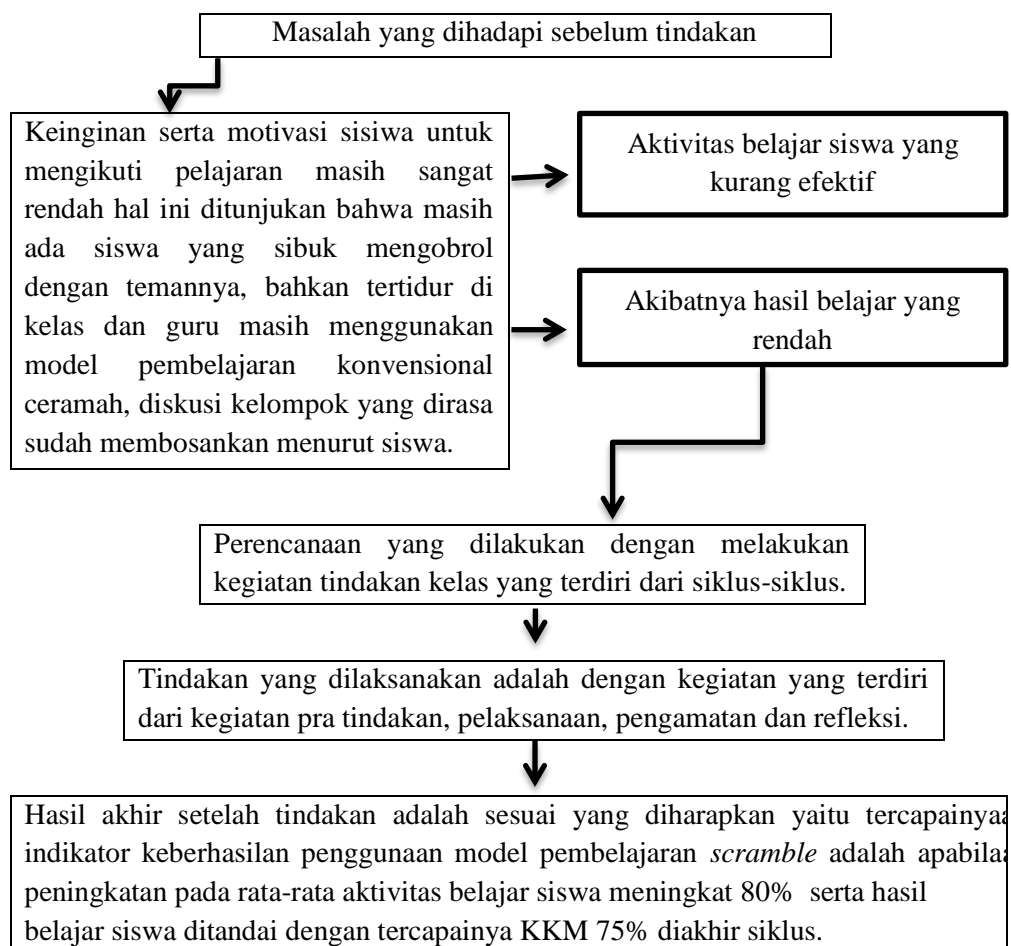 Masalah yang dihadapi sebelum tindakan
Keinginan serta motivasi sisiwa untuk
mengikuti pelajaran masih sangat
rendah hal ini ditunjukan bahwa masih
ada siswa yang sibuk mengobrol
dengan temannya, bahkan tertidur di
kelas dan guru masih menggunakan
model pembelajaran konvensional
ceramah, diskusi kelompok yang dirasa
sudah membosankan menurut siswa.
Aktivitas belajar siswa yang
kurang efektif
Akibatnya hasil belajar yang
rendah
Perencanaan yang dilakukan dengan melakukan
kegiatan tindakan kelas yang terdiri dari siklus-siklus.
Tindakan yang dilaksanakan adalah dengan kegiatan yang terdiri
dari kegiatan pra tindakan, pelaksanaan, pengamatan dan refleksi.
Hasil akhir setelah tindakan adalah sesuai yang diharapkan yaitu tercapainyaa
indikator keberhasilan penggunaan model pembelajaran scramble adalah apabilaa
peningkatan pada rata-rata aktivitas belajar siswa meningkat 80% serta hasil
belajar siswa ditandai dengan tercapainya KKM 75% diakhir siklus.